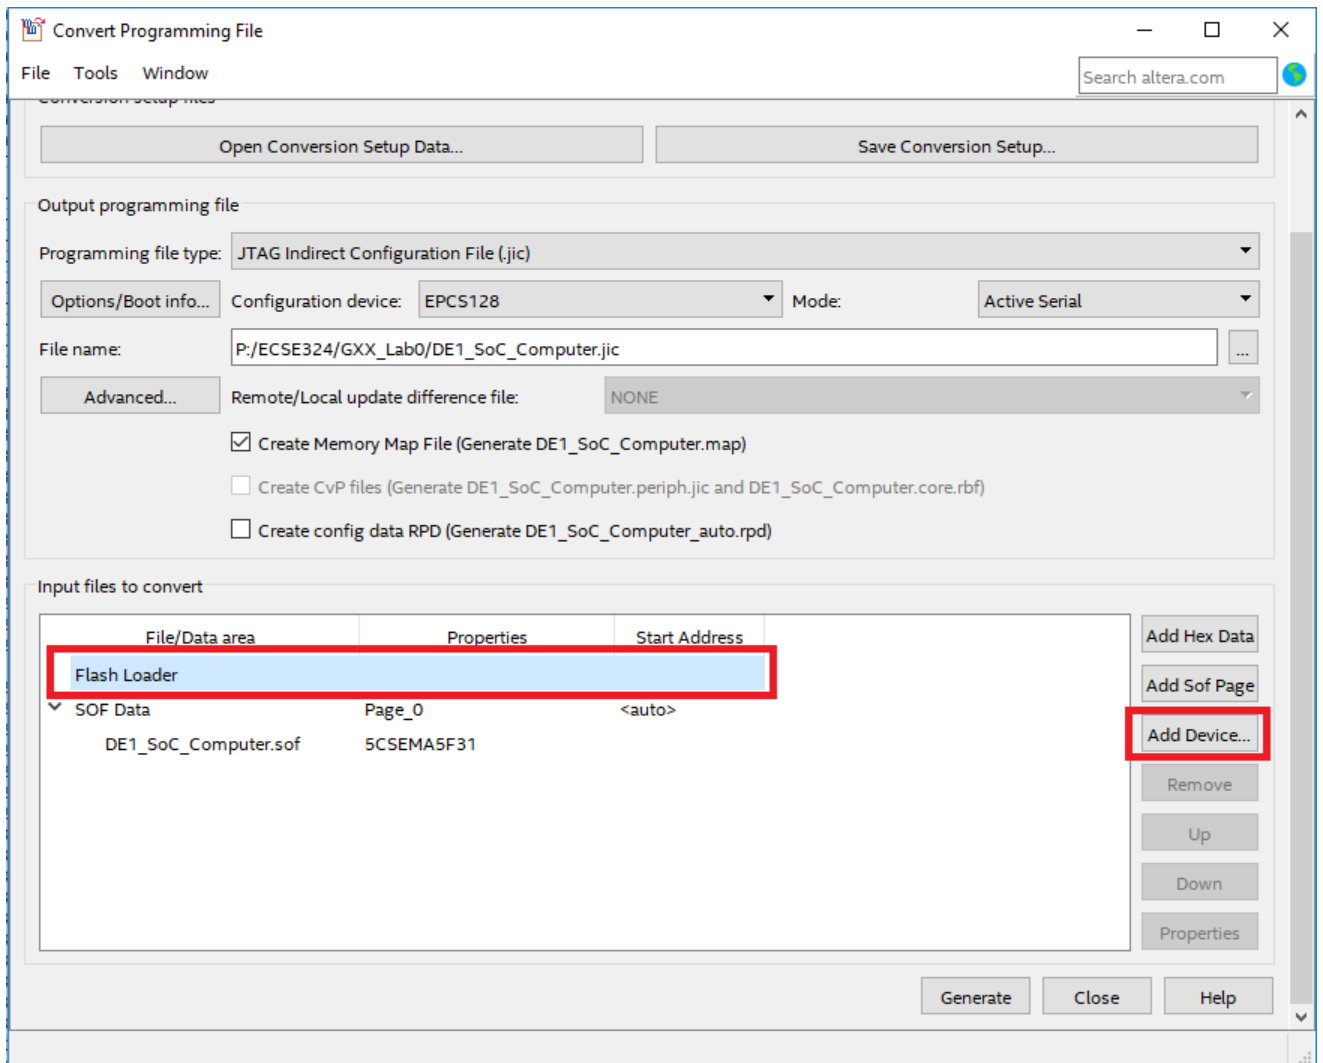 Convert Programming File
File Tools Window
Search altera.com
Conversion setup files
Open Conversion Setup Data... Save Conversion Setup...
Output programming file
Programming file type: JTAG Indirect Configuration File (.jic)
Options/Boot info... Configuration device: EPCS128 Mode: Active Serial
File name: P:/ECSE324/GXX_Lab0/DE1_SoC_Computer.jic ...
Advanced... Remote/Local update difference file: NONE
Create Memory Map File (Generate DE1_SoC_Computer.map)
Create CvP files (Generate DE1_SoC_Computer.periph.jic and DE1_SoC_Computer.core.rbf)
Create config data RPD (Generate DE1_SoC_Computer_auto.rpd)
Input files to convert
File/Data area Properties Start Address
Flash Loader
SOF Data Page_0 <auto>
DE1_SoC_Computer.sof 5CSEMA5F31
Add Hex Data
Add Sof Page
Add Device...
Remove
Up
Down
Properties
Generate Close Help